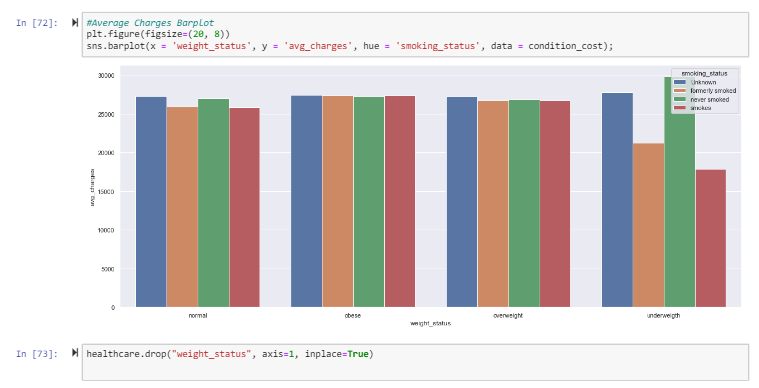 In [72]:
#Average Charges Barplot
plt.figure(figsize=(20, 8))
sns.barplot(x = 'weight_status', y = 'avg_charges', hue = 'smoking_status', data = condition_cost);
smoking_status
Unknown
formerly smoked
never smoked
smokes
30000
25000
20000
15000
10000
5000
0
avg_charges
normal
obese
overweight
underweigth
weight_status
In [73]:
healthcare.drop("weight_status", axis=1, inplace=True)